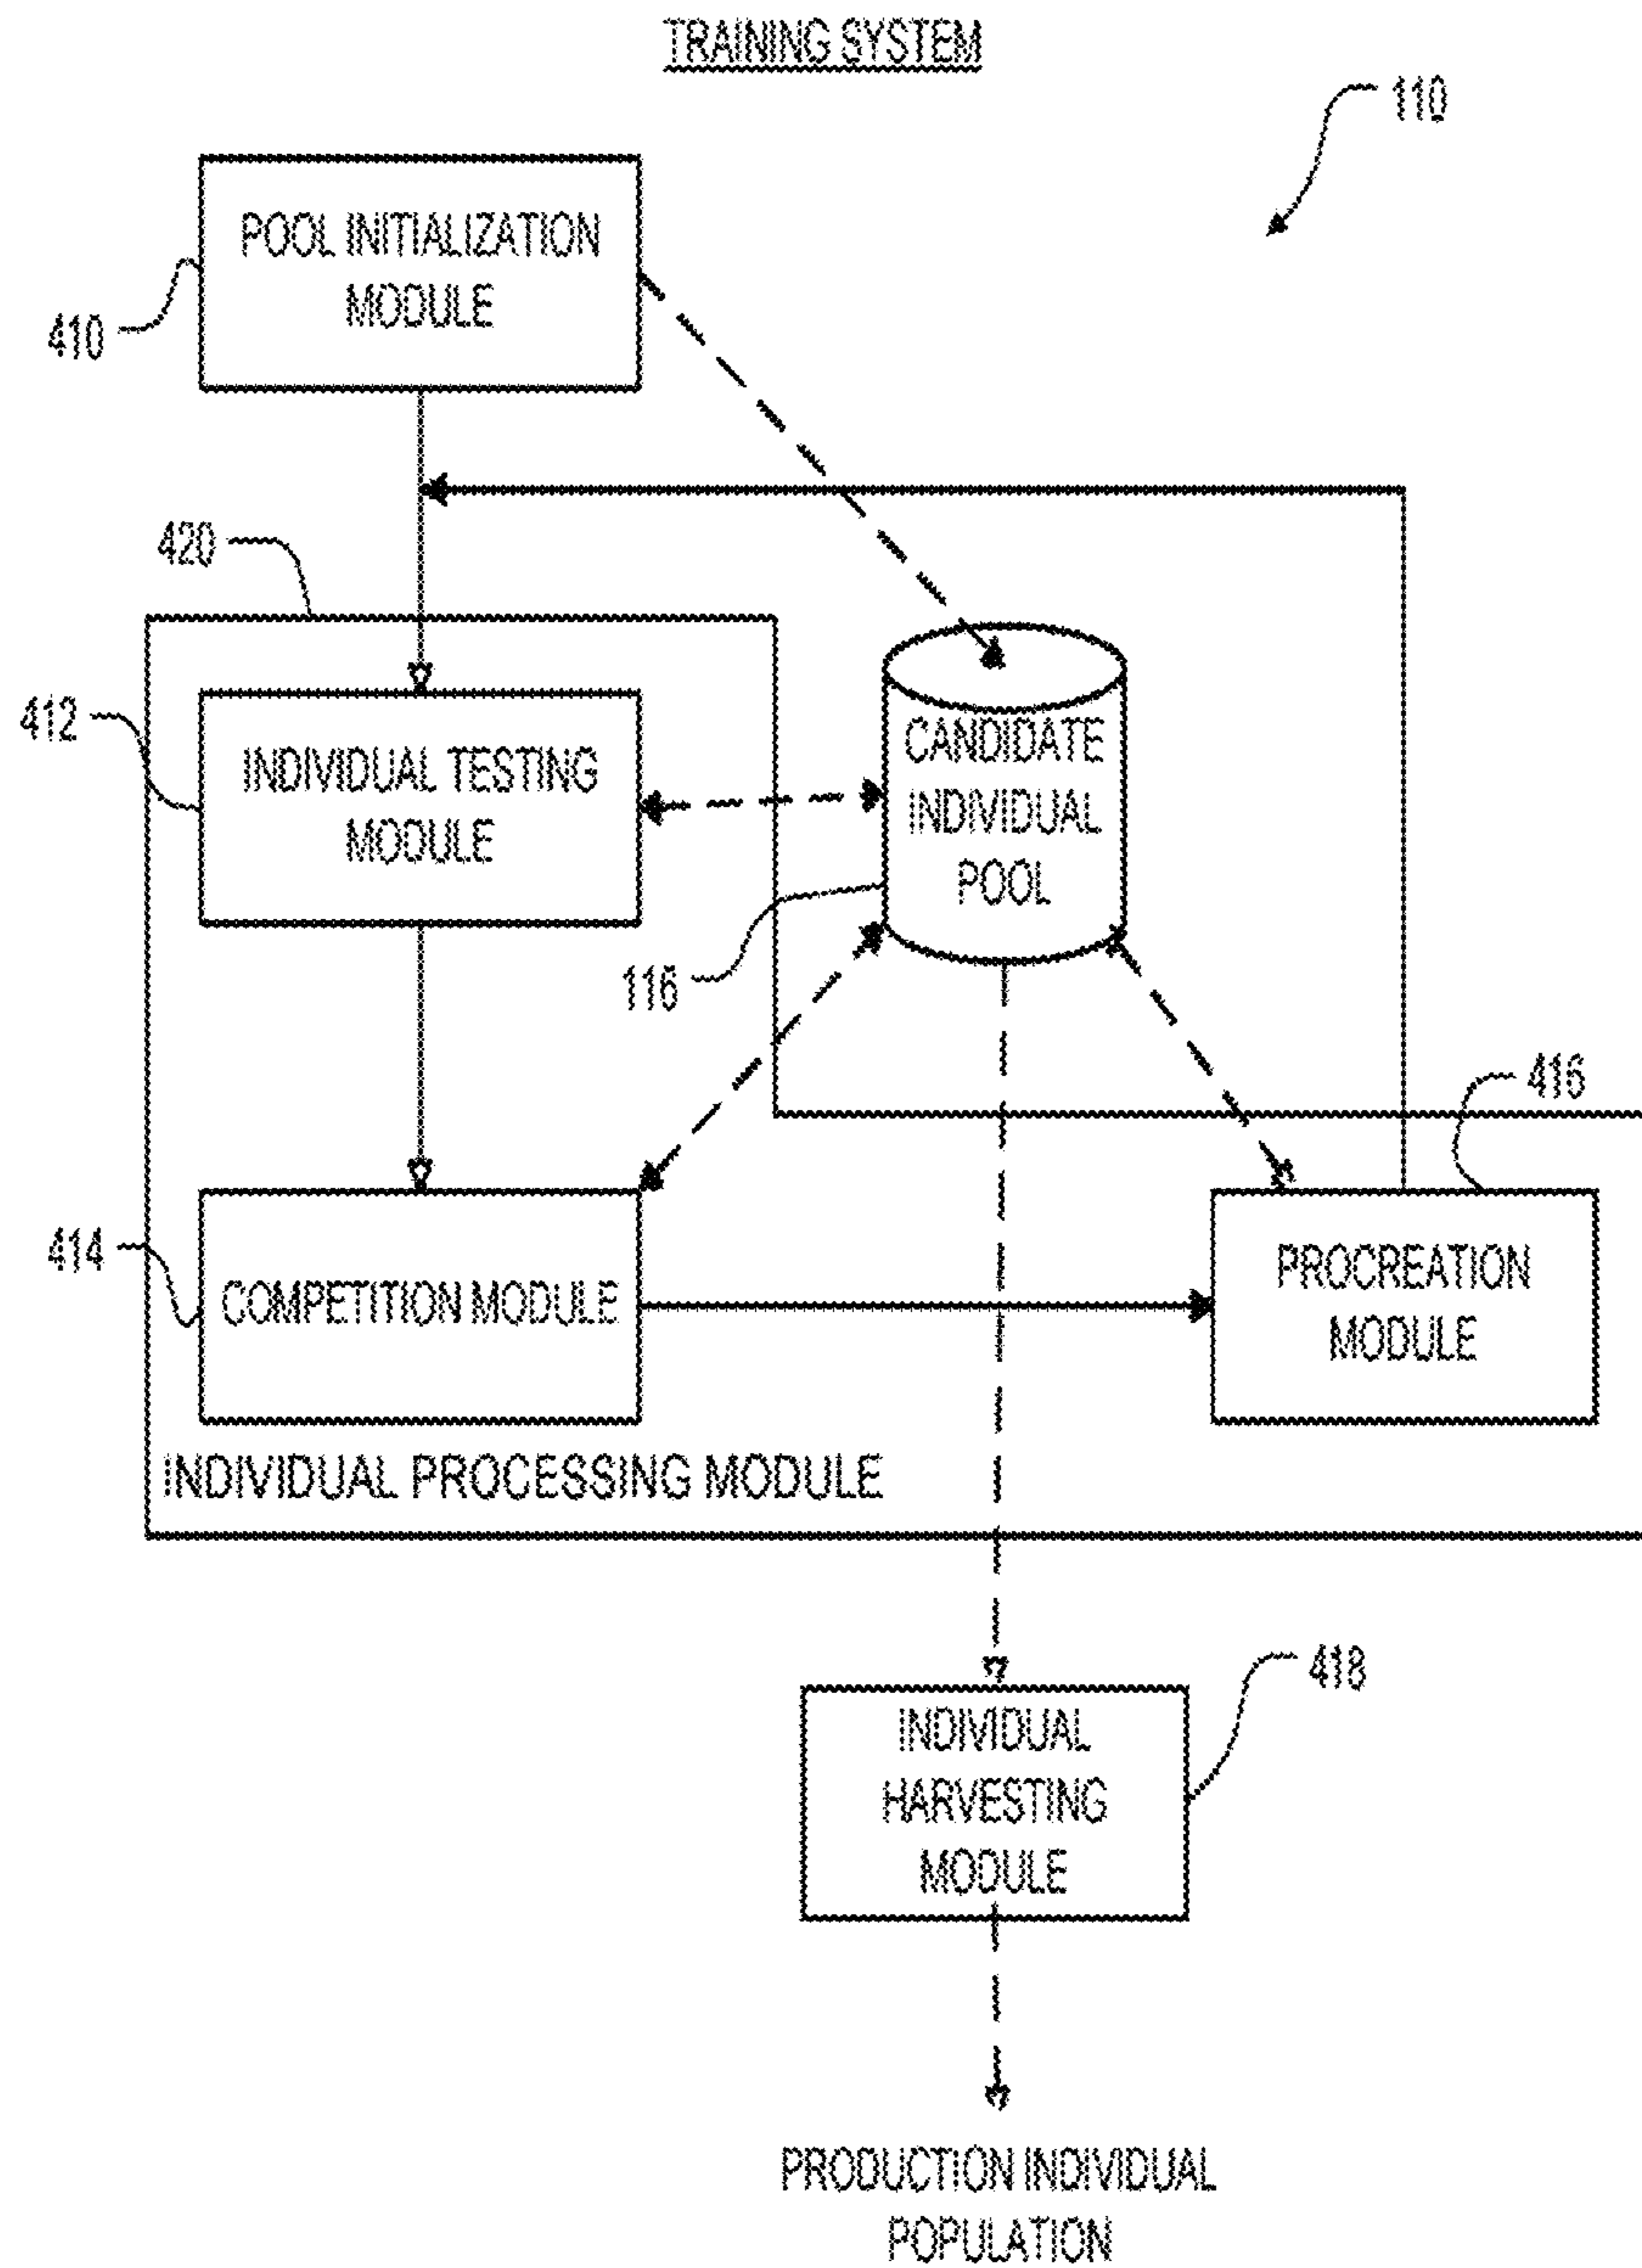 TRAINING SYSTEM
110
POOL INITIALIZATION
MODULE
410
420
412
INDIVIDUAL TESTING
MODULE
CANDIDATE
INDIVIDUAL
POOL
116
416
414
COMPETITION MODULE
PROCREATION
MODULE
INDIVIDUAL PROCESSING MODULE
418
INDIVIDUAL
HARVESTING
MODULE
PRODUCTION INDIVIDUAL
POPULATION